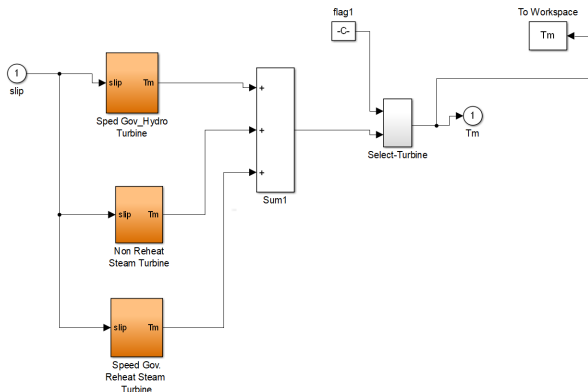 flag1
-C-
To Workspace
Tm
1
slip
slip Tm
Sped Gov_Hydro
Turbine
+
+
+
Sum1
Select-Turbine
1
Tm
slip Tm
Non Reheat
Steam Turbine
slip Tm
Speed Gov.
Reheat Steam
Turbine